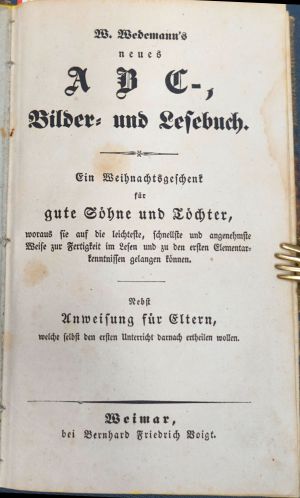 W. Wedemann's
neues
A B C-,
Bilder- und Lesebuch.
Ein Weihnachtsgeschenk
für
gute Söhne und Töchter,
woraus sie auf die leichteste, schnellste und angenehmste
Weise zur Fertigkeit im Lesen und zu den ersten Elementar-
kenntnissen gelangen können.
Nebst
Anweisung für Eltern,
welche selbst den ersten Unterricht darnach ertheilen wollen.
Weimar,
bei Bernhard Friedrich Voigt.